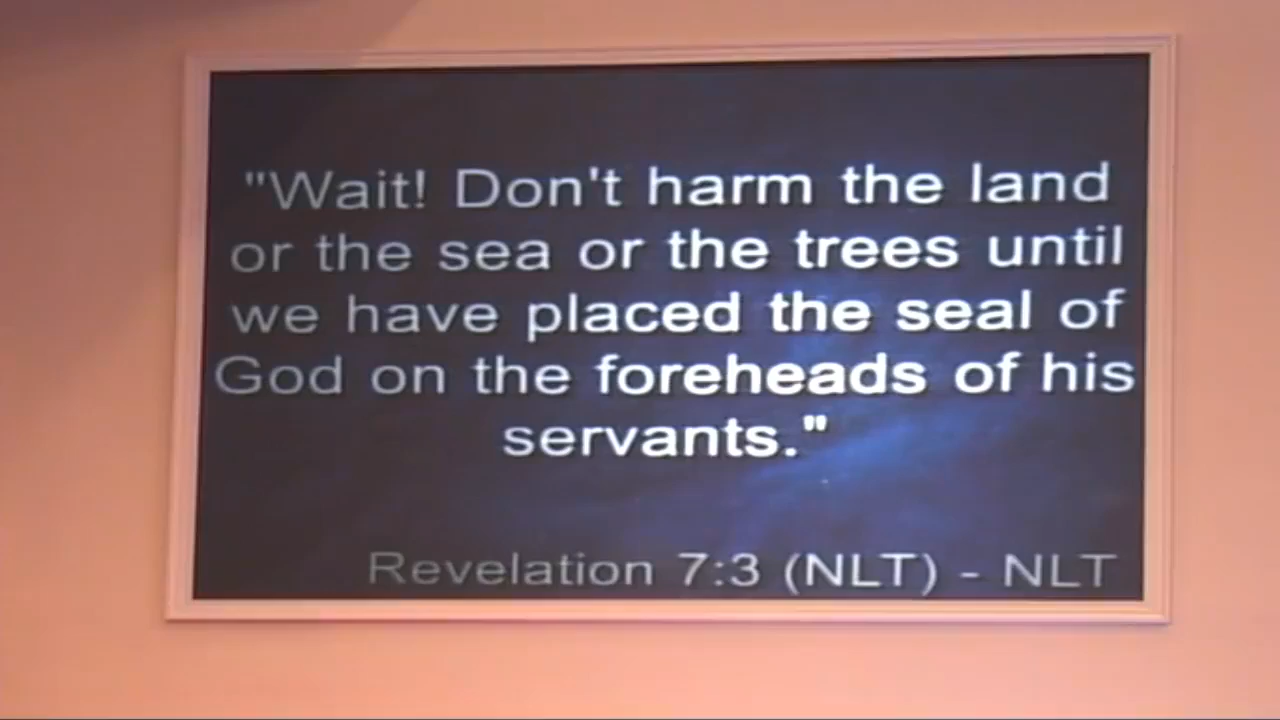 "Wait! Don't harm the land
or the sea or the trees until
we have placed the seal of
God on the foreheads of his
servants."
Revelation 7:3 (NLT) - NLT